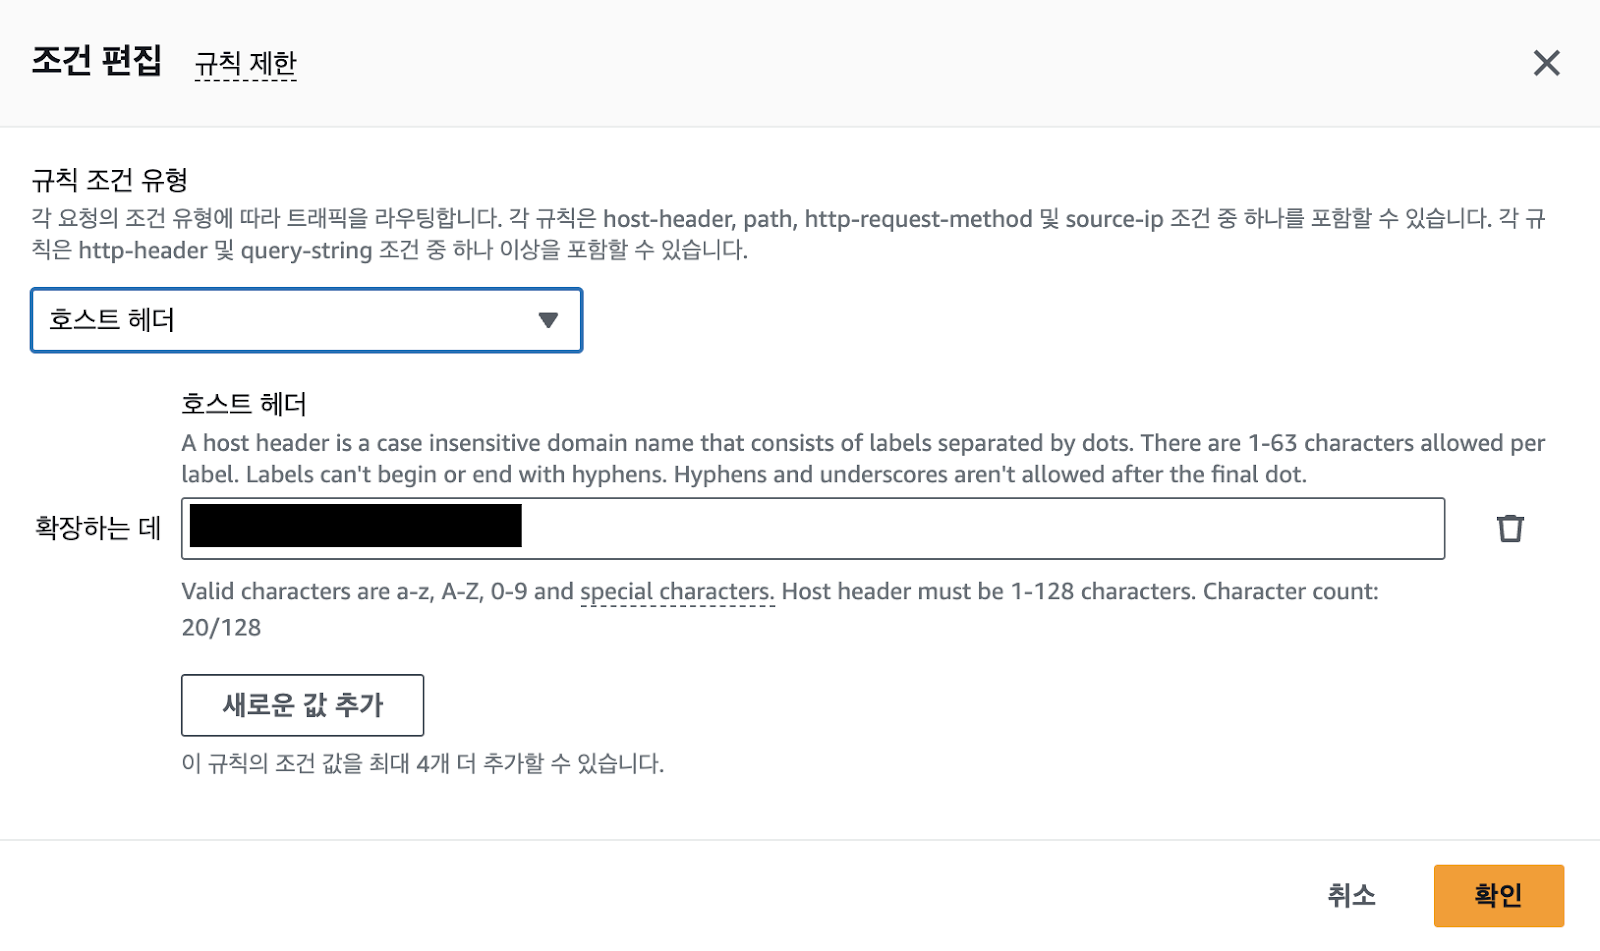 조건 편집 규칙 제한
규칙 조건 유형
각 요청의 조건 유형에 따라 트래픽을 라우팅합니다. 각 규칙은 host-header, path, http-request-method 및 source-ip 조건 중 하나를 포함할 수 있습니다. 각 규
칙은 http-header 및 query-string 조건 중 하나 이상을 포함할 수 있습니다.
호스트 헤더
호스트 헤더
A host header is a case insensitive domain name that consists of labels separated by dots. There are 1-63 characters allowed per
label. Labels can't begin or end with hyphens. Hyphens and underscores aren't allowed after the final dot.
확장하는 데
Valid characters are a-z, A-Z, 0-9 and special characters. Host header must be 1-128 characters. Character count:
20/128
새로운 값 추가
이 규칙의 조건 값을 최대 4개 더 추가할 수 있습니다.
취소 확인